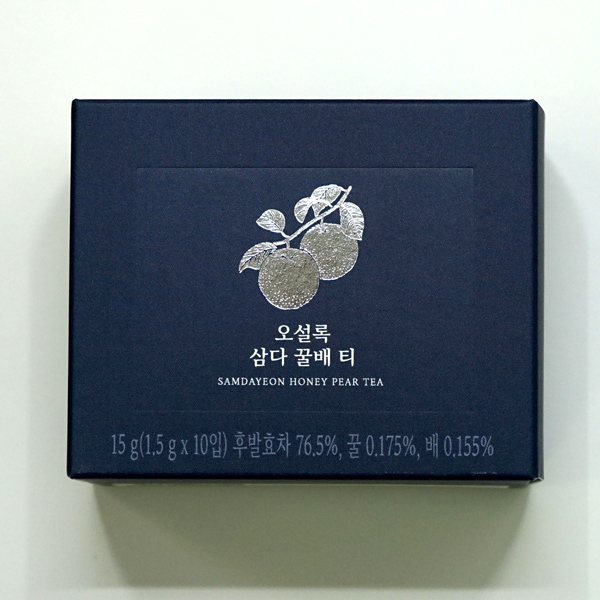 오설록
삼다 꿀배 티
SAMDAYEON HONEY PEAR TEA
15 g(1.5 g x 10입) 후발효차 76.5%, 꿀 0.175%, 배 0.155%